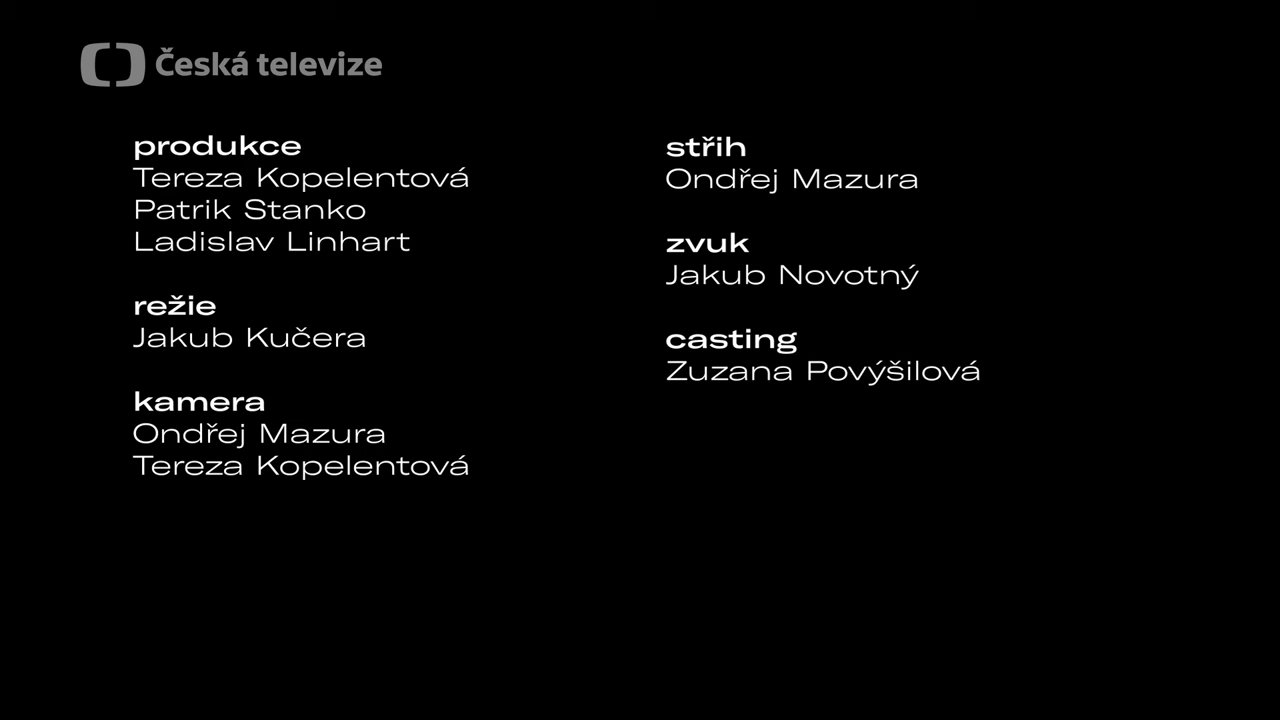 Česká televize
produkce
Tereza Kopelentová
Patrik Stanko
Ladislav Linhart
režie
Jakub Kučera
kamera
Ondřej Mazura
Tereza Kopelentová
střih
Ondřej Mazura
zvuk
Jakub Novotný
casting
Zuzana Povýšilová